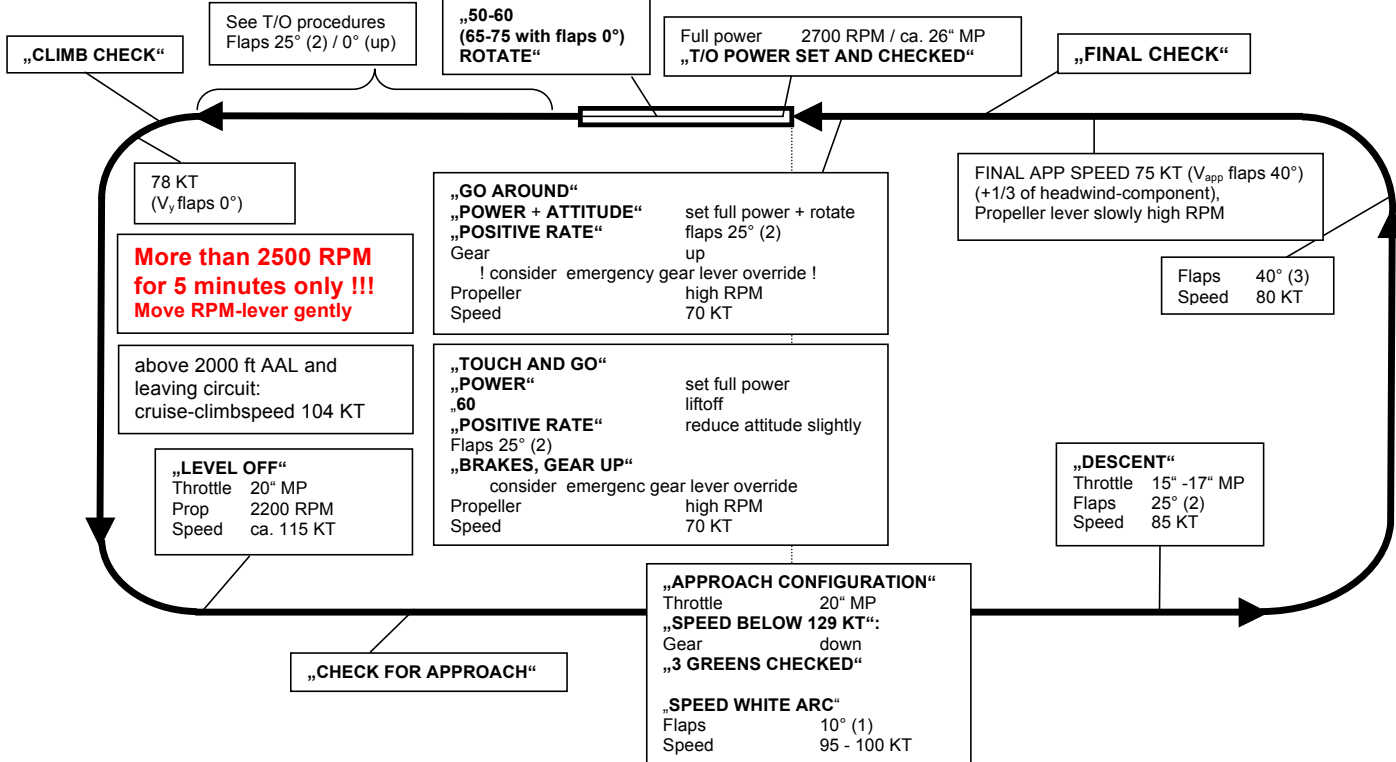 „CLIMB CHECK“
See T/O procedures
Flaps 25° (2) / 0° (up)
„50-60
(65-75 with flaps 0°)
ROTATE“
Full power 2700 RPM / ca. 26“ MP
„T/O POWER SET AND CHECKED“
„FINAL CHECK“
78 KT
(Vy flaps 0°)
More than 2500 RPM
for 5 minutes only !!!
Move RPM-lever gently
above 2000 ft AAL and
leaving circuit:
cruise-climbspeed 104 KT
„LEVEL OFF“
Throttle 20“ MP
Prop 2200 RPM
Speed ca. 115 KT
„GO AROUND“
„POWER + ATTITUDE“ set full power + rotate
„POSITIVE RATE“ flaps 25° (2)
Gear up
! consider emergency gear lever override !
Propeller high RPM
Speed 70 KT
„TOUCH AND GO“
„POWER“ set full power
„60 liftoff
„POSITIVE RATE“ reduce attitude slightly
Flaps 25° (2)
„BRAKES, GEAR UP“
consider emergenc gear lever override
Propeller high RPM
Speed 70 KT
FINAL APP SPEED 75 KT (Vapp flaps 40°)
(+1/3 of headwind-component),
Propeller lever slowly high RPM
Flaps 40° (3)
Speed 80 KT
„DESCENT“
Throttle 15“ -17“ MP
Flaps 25° (2)
Speed 85 KT
„CHECK FOR APPROACH“
„APPROACH CONFIGURATION“
Throttle 20“ MP
„SPEED BELOW 129 KT“:
Gear down
„3 GREENS CHECKED“
„SPEED WHITE ARC“
Flaps 10° (1)
Speed 95 - 100 KT